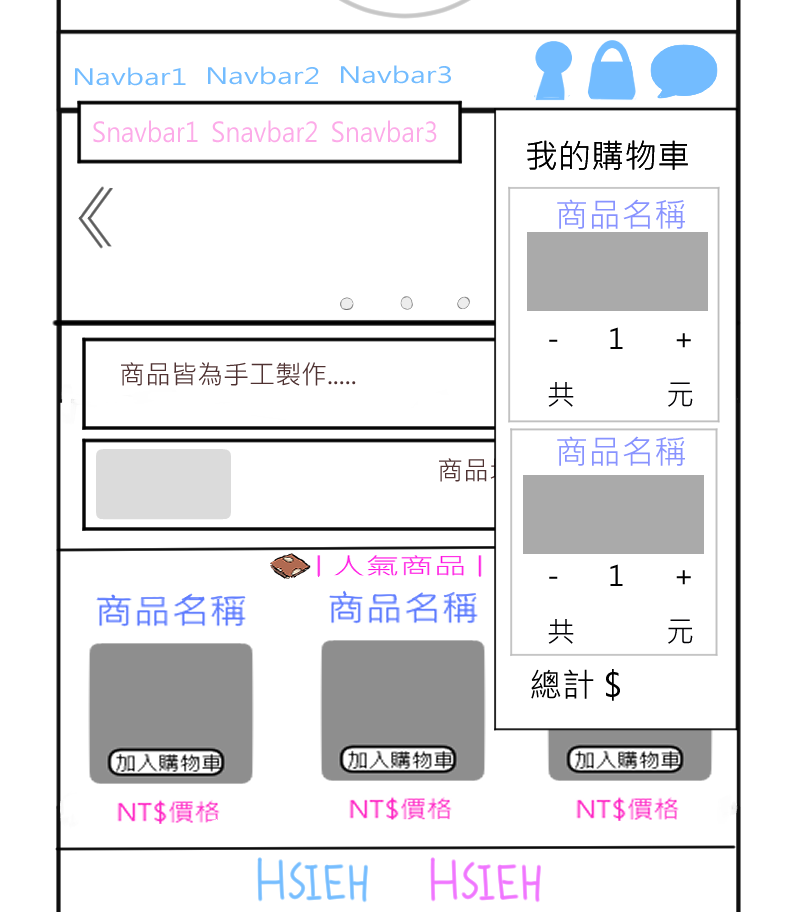 Navbar1 Navbar2 Navbar3
Snavbar1 Snavbar2 Snavbar3
我的購物車
商品名稱
- 1 +
共 元
商品名稱
- 1 +
共 元
總計 $
商品皆為手工製作.....
商品
| 人氣商品 |
商品名稱 商品名稱
加入購物車 加入購物車 加入購物車
NT$價格 NT$價格 NT$價格
HSIEH HSIEH